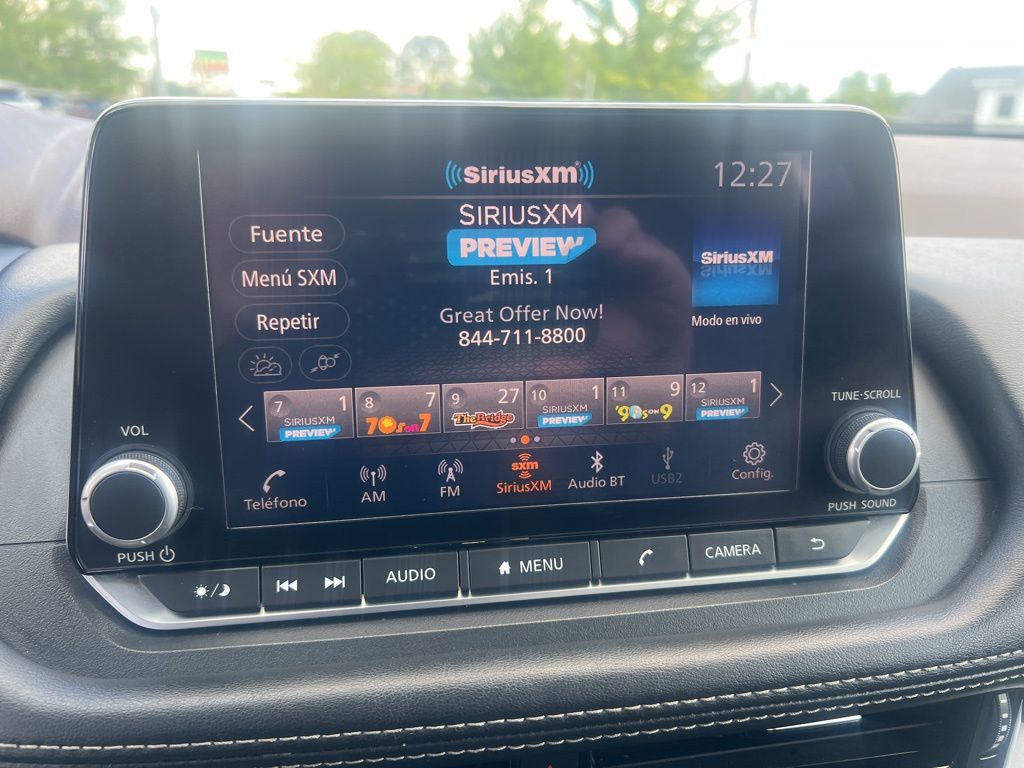 SiriusXM
12:27
Fuente
Menú SXM
Repetir
SIRIUSXM
PREVIEW
Emis. 1
Great Offer Now!
844-711-8800
SiriusXM
Modo en vivo
7 1
SIRIUSXM
PREVIEW
8 7
70s on 7
9 27
The Bridge
10 1
SIRIUSXM
PREVIEW
11 9
'90s ON 9
12 1
SIRIUSXM
PREVIEW
Teléfono
AM
FM
sxm
SiriusXM
Audio BT
USB2
Config.
VOL
PUSH
TUNE·SCROLL
PUSH SOUND
AUDIO
MENU
CAMERA